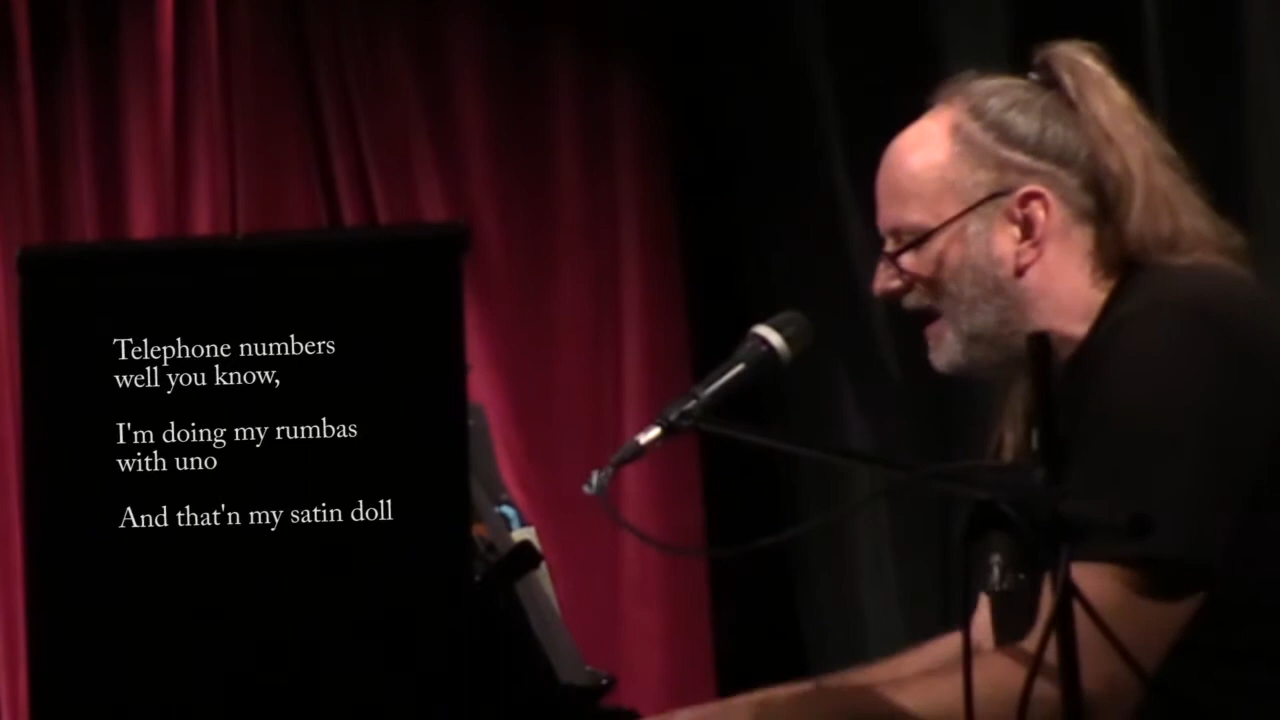 Telephone numbers
well you know,
I'm doing my rumbas
with uno
And that'n my satin doll